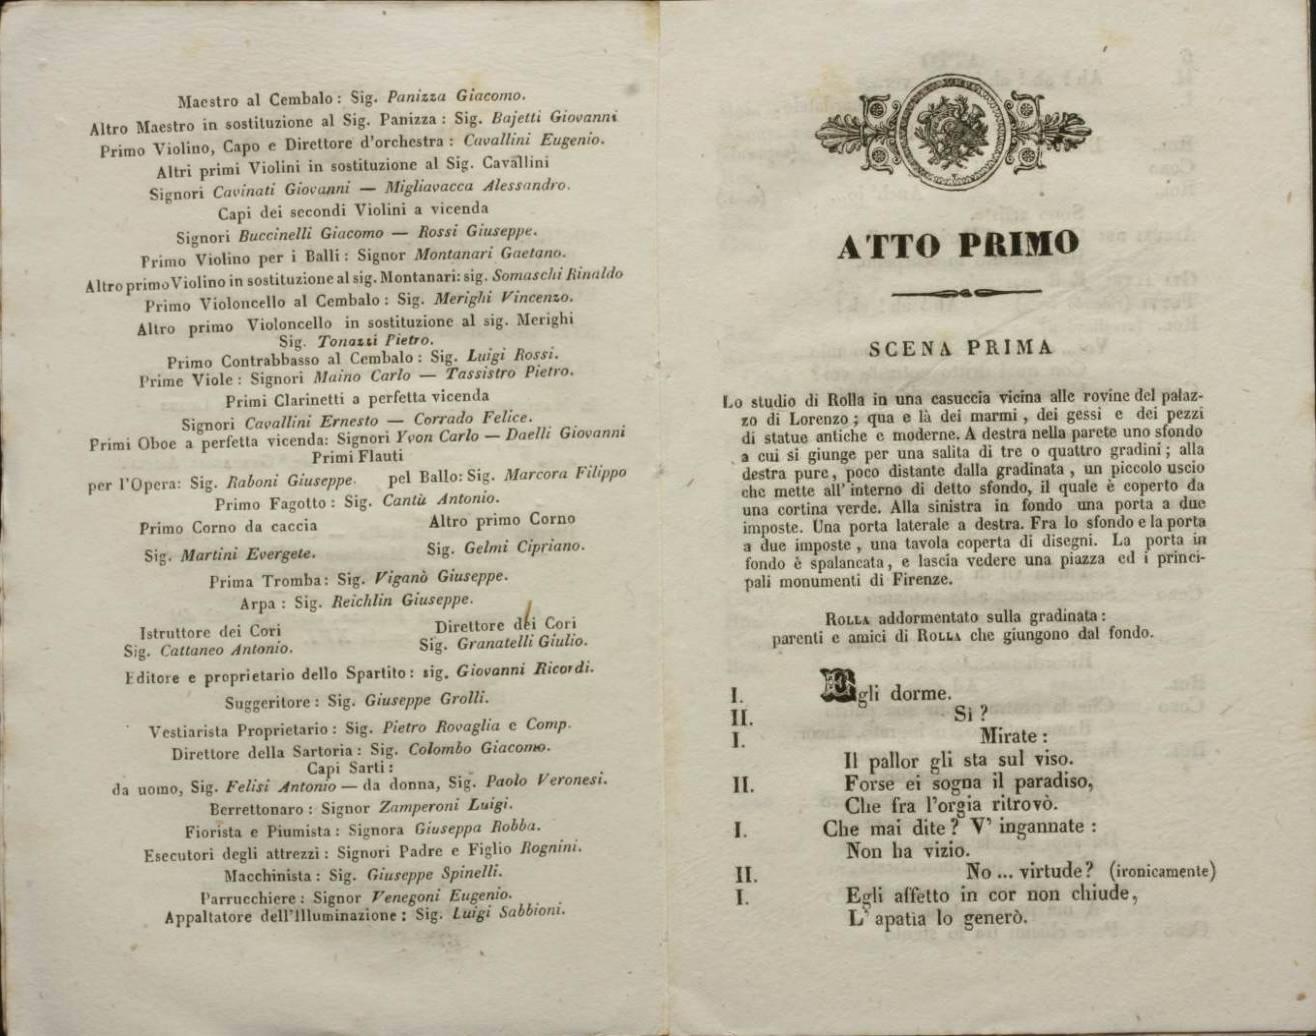 Maestro al Cembalo: Sig. Panizza Giacomo.
Altro Maestro in sostituzione al Sig. Panizza: Sig. Bajetti Giovanni
Primo Violino, Capo e Direttore d'orchestra: Cavallini Eugenio.
Altri primi Violini in sostituzione al Sig. Cavallini
Signori Cavinati Giovanni — Migliavacca Alessandro.
Capi dei secondi Violini a vicenda
Signori Buccinelli Giacomo — Rossi Giuseppe.
Primo Violino per i Balli: Signor Montanari Gaetano.
Altro primo Violino in sostituzione al sig. Montanari: sig. Somaschi Rinaldo
Primo Violoncello al Cembalo: Sig. Merighi Vincenzo.
Altro primo Violoncello in sostituzione al sig. Merighi
Sig. Tonazzi Pietro.
Primo Contrabbasso al Cembalo: Sig. Luigi Rossi.
Prime Viole: Signori Maino Carlo — Tassistro Pietro.
Primi Clarinetti a perfetta vicenda
Signori Cavallini Ernesto — Corrado Felice.
Primi Oboe a perfetta vicenda: Signori Yvon Carlo — Daelli Giovanni
Primi Flauti
per l'Opera: Sig. Raboni Giuseppe. pel Ballo: Sig. Marcora Filippo
Primo Fagotto: Sig. Cantù Antonio.
Primo Corno da caccia Altro primo Corno
Sig. Martini Evergete. Sig. Gelmi Cipriano.
Prima Tromba: Sig. Viganò Giuseppe.
Arpa: Sig. Reichlin Giuseppe.
Istruttore dei Cori Direttore dei Cori
Sig. Cattaneo Antonio. Sig. Granatelli Giulio.
Editore e proprietario dello Spartito: sig. Giovanni Ricordi.
Suggeritore: Sig. Giuseppe Grolli.
Vestiarista Proprietario: Sig. Pietro Rovaglia e Comp.
Direttore della Sartoria: Sig. Colombo Giacomo.
Capi Sarti:
da uomo, Sig. Felisi Antonio — da donna, Sig. Paolo Veronesi.
Berrettonaro: Signor Zamperoni Luigi.
Fiorista e Piumista: Signora Giuseppa Robba.
Esecutori degli attrezzi: Signori Padre e Figlio Rognini.
Macchinista: Sig. Giuseppe Spinelli.
Parrucchiere: Signor Venegoni Eugenio.
Appaltatore dell'Illuminazione: Sig. Luigi Sabbioni.
ATTO PRIMO
SCENA PRIMA
Lo studio di Rolla in una casuccia vicina alle rovine del palaz-
zo di Lorenzo; qua e là dei marmi, dei gessi e dei pezzi
di statue antiche e moderne. A destra nella parete uno sfondo
a cui si giunge per una salita di tre o quattro gradini; alla
destra pure, poco distante dalla gradinata, un piccolo uscio
che mette all'interno di detto sfondo, il quale è coperto da
una cortina verde. Alla sinistra in fondo una porta a due
imposte. Una porta laterale a destra. Fra lo sfondo e la porta
a due imposte, una tavola coperta di disegni. La porta in
fondo è spalancata, e lascia vedere una piazza ed i princi-
pali monumenti di Firenze.
ROLLA addormentato sulla gradinata:
parenti e amici di ROLLA che giungono dal fondo.
I. Egli dorme.
II. Sì?
I. Mirate:
Il pallor gli sta sul viso.
II. Forse ei sogna il paradiso,
Che fra l'orgia ritrovò.
I. Che mai dite? V' ingannate:
Non ha vizio.
II. No... virtude? (ironicamente)
I. Egli affetto in cor non chiude,
L' apatìa lo generò.